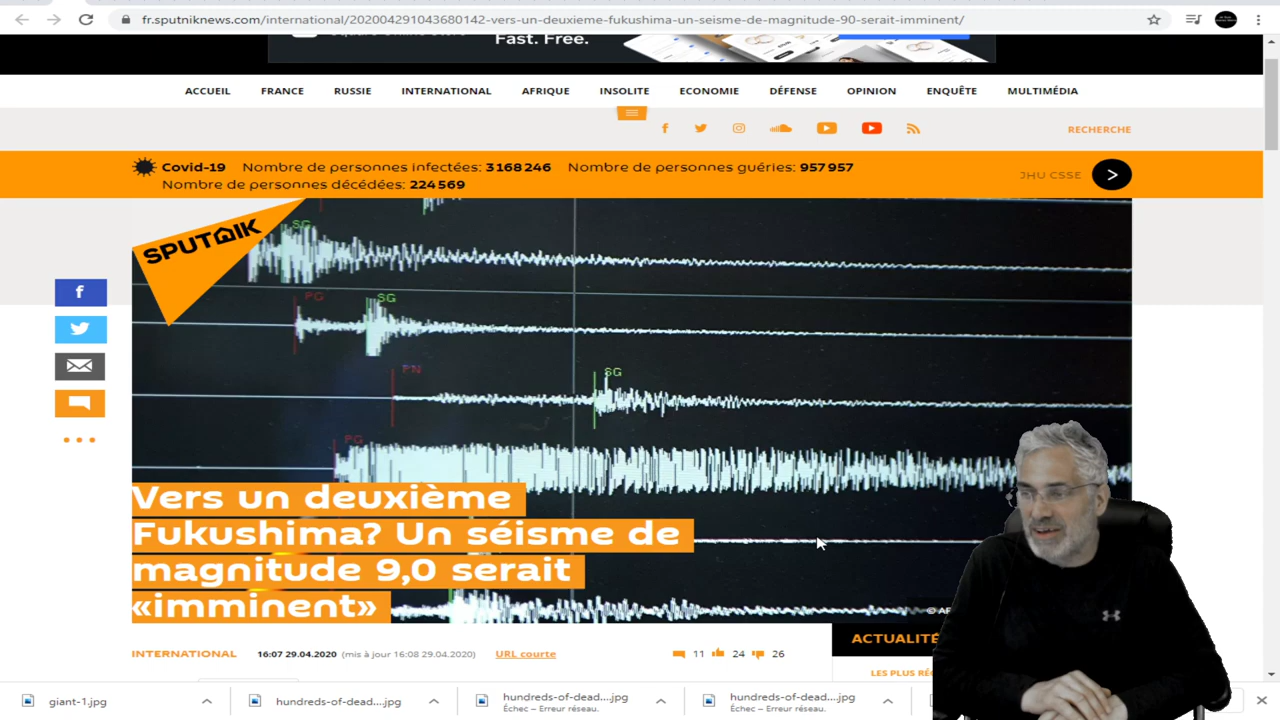 fr.sputniknews.com/international/202004291043680142-vers-un-deuxieme-fukushima-un-seisme-de-magnitude-90-serait-imminent/
Fast. Free.
ACCUEIL FRANCE RUSSIE INTERNATIONAL AFRIQUE INSOLITE ECONOMIE DÉFENSE OPINION ENQUÊTE MULTIMÉDIA
RECHERCHE
Covid-19 Nombre de personnes infectées: 3 168 246 Nombre de personnes guéries: 957 957
Nombre de personnes décédées: 224 569
JHU CSSE
SPUTNIK
SG
PG SG
PN SG
PG
Vers un deuxième
Fukushima? Un séisme de
magnitude 9,0 serait
«imminent»
© AF
INTERNATIONAL 16:07 29.04.2020 (mis à jour 16:08 29.04.2020) URL courte 11 24 26
ACTUALITÉ
LES PLUS RÉC
giant-1.jpg hundreds-of-dead....jpg hundreds-of-dead....jpg hundreds-of-dead....jpg
Échec – Erreur réseau. Échec – Erreur réseau.